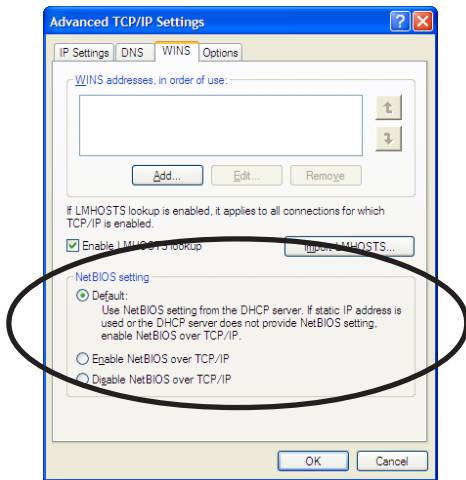 Advanced TCP/IP Settings
IP Settings DNS WINS Options
WINS addresses, in order of use:
Add... Edit... Remove
If LMHOSTS lookup is enabled, it applies to all connections for which
TCP/IP is enabled.
Enable LMHOSTS lookup Import LMHOSTS...
NetBIOS setting
Default:
Use NetBIOS setting from the DHCP server. If static IP address is
used or the DHCP server does not provide NetBIOS setting,
enable NetBIOS over TCP/IP.
Enable NetBIOS over TCP/IP
Disable NetBIOS over TCP/IP
OK Cancel